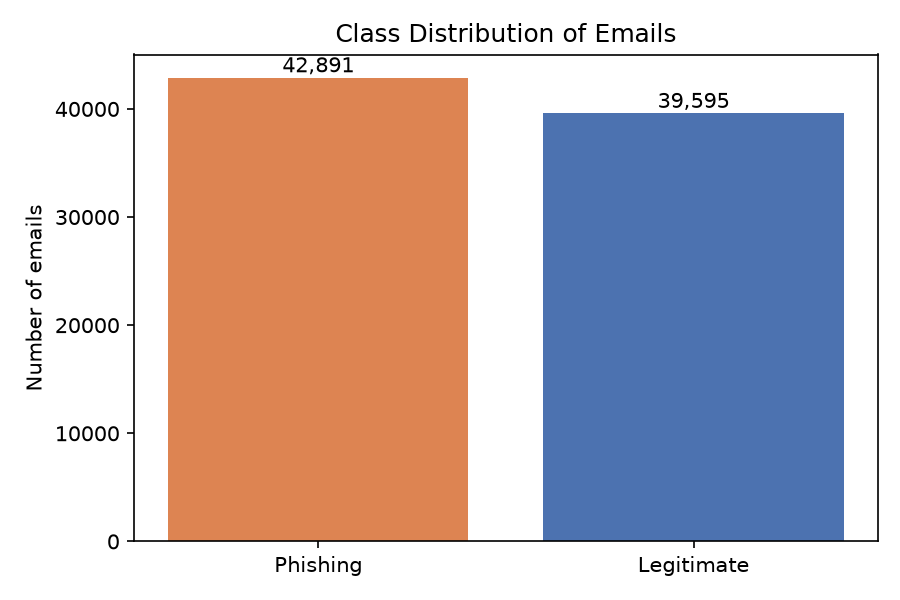 Class Distribution of Emails
42,891
39,595
Number of emails
40000
30000
20000
10000
0
Phishing
Legitimate